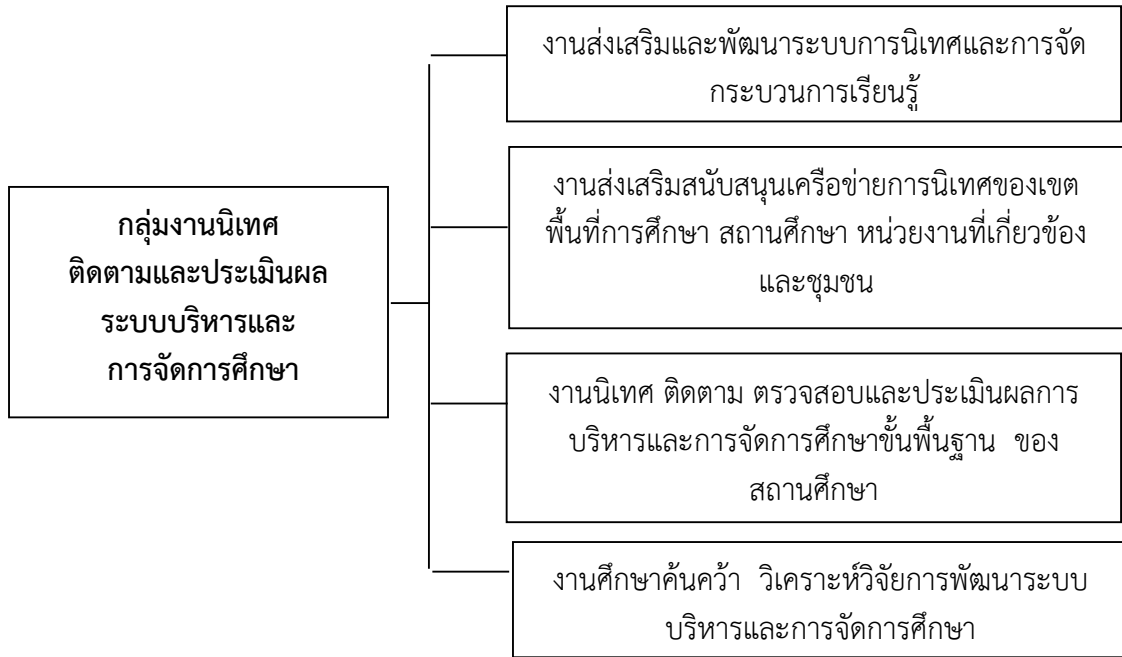 กลุ่มงานนิเทศ
ติดตามและประเมินผล
ระบบบริหารและ
การจัดการศึกษา
งานส่งเสริมและพัฒนาระบบการนิเทศและการจัด
กระบวนการเรียนรู้
งานส่งเสริมสนับสนุนเครือข่ายการนิเทศของเขต
พื้นที่การศึกษา สถานศึกษา หน่วยงานที่เกี่ยวข้อง
และชุมชน
งานนิเทศ ติดตาม ตรวจสอบและประเมินผลการ
บริหารและการจัดการศึกษาขั้นพื้นฐาน ของ
สถานศึกษา
งานศึกษาค้นคว้า วิเคราะห์วิจัยการพัฒนาระบบ
บริหารและการจัดการศึกษา